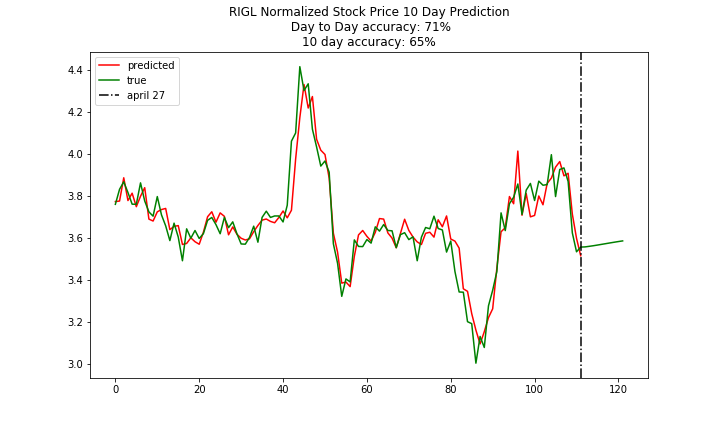 RIGL Normalized Stock Price 10 Day Prediction
Day to Day accuracy: 71%
10 day accuracy: 65%
predicted
true
april 27
4.4
4.2
4.0
3.8
3.6
3.4
3.2
3.0
0 20 40 60 80 100 120